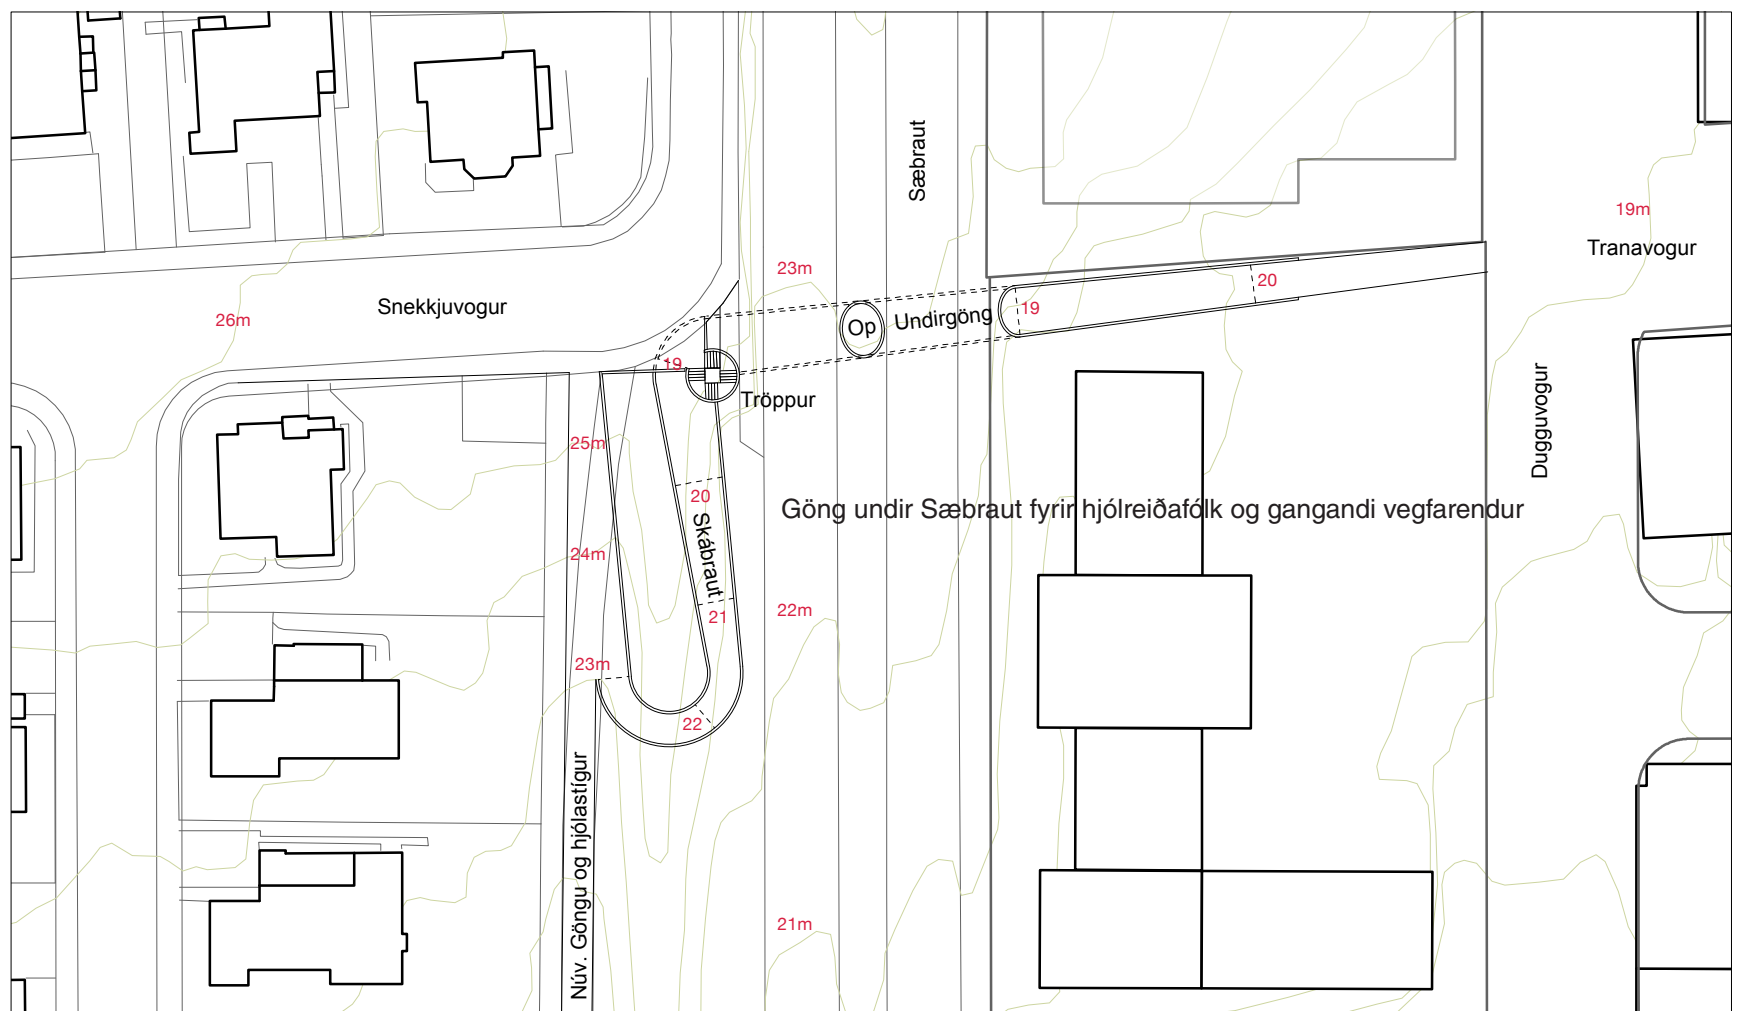 Sæbraut
19m
Tranavogur
23m
20
Snekkjuvogur
26m
19
Undirgöng
Op
19
Tröppur
Dugguvogur
25m
20
Göng undir Sæbraut fyrir hjólreiðafólk og gangandi vegfarendur
Skábraut
24m
21
22m
23m
22
Núv. Göngu og hjólastígur
21m